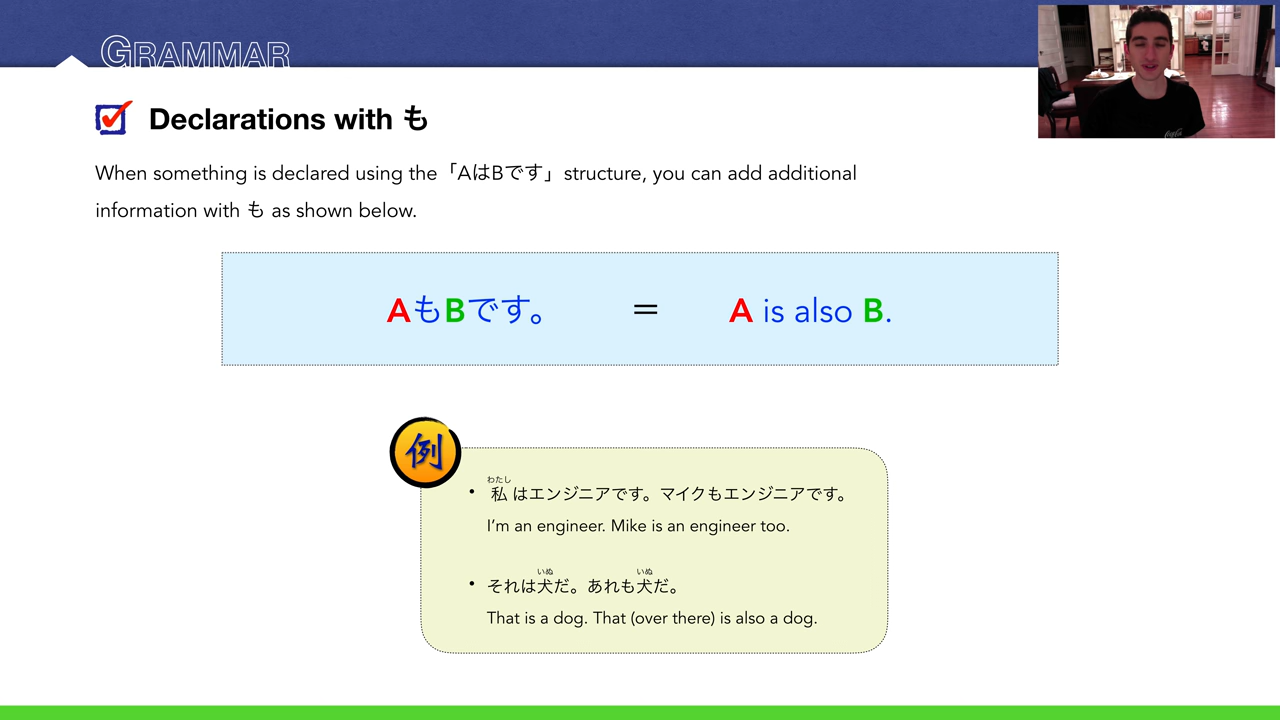 GRAMMAR
Declarations with も
When something is declared using the「AはBです」structure, you can add additional
information with も as shown below.
AもBです。 = A is also B.
例
わたし
• 私はエンジニアです。マイクもエンジニアです。
I’m an engineer. Mike is an engineer too.
いぬ いぬ
• それは犬だ。あれも犬だ。
That is a dog. That (over there) is also a dog.